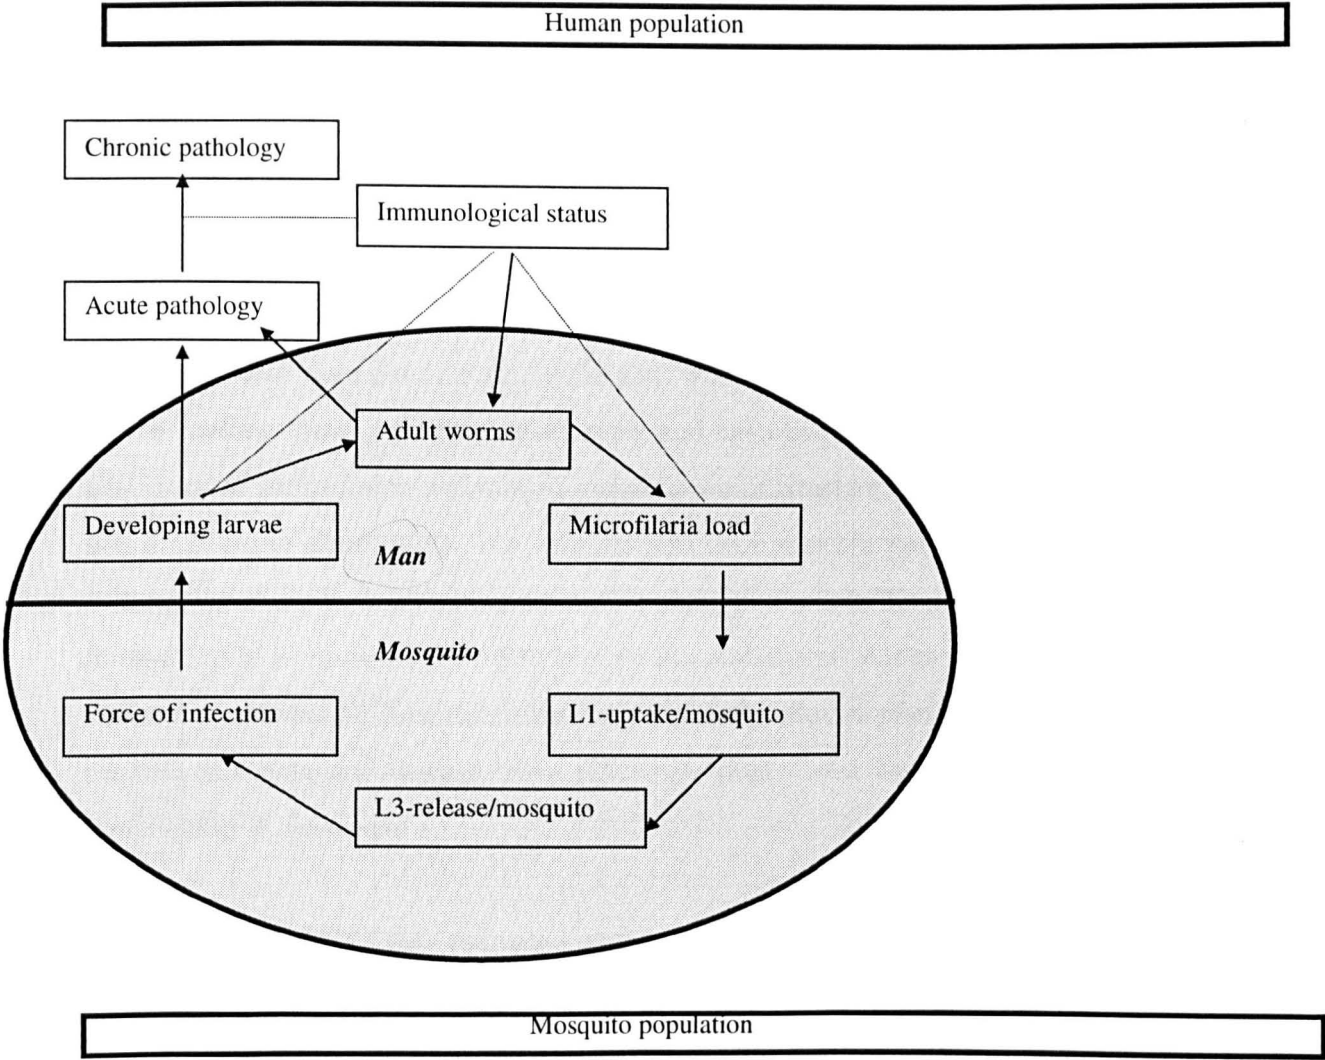 Human population
Chronic pathology
Immunological status
Acute pathology
Adult worms
Developing larvae
Microfilaria load
Man
Mosquito
Force of infection
L1-uptake/mosquito
L3-release/mosquito
Mosquito population